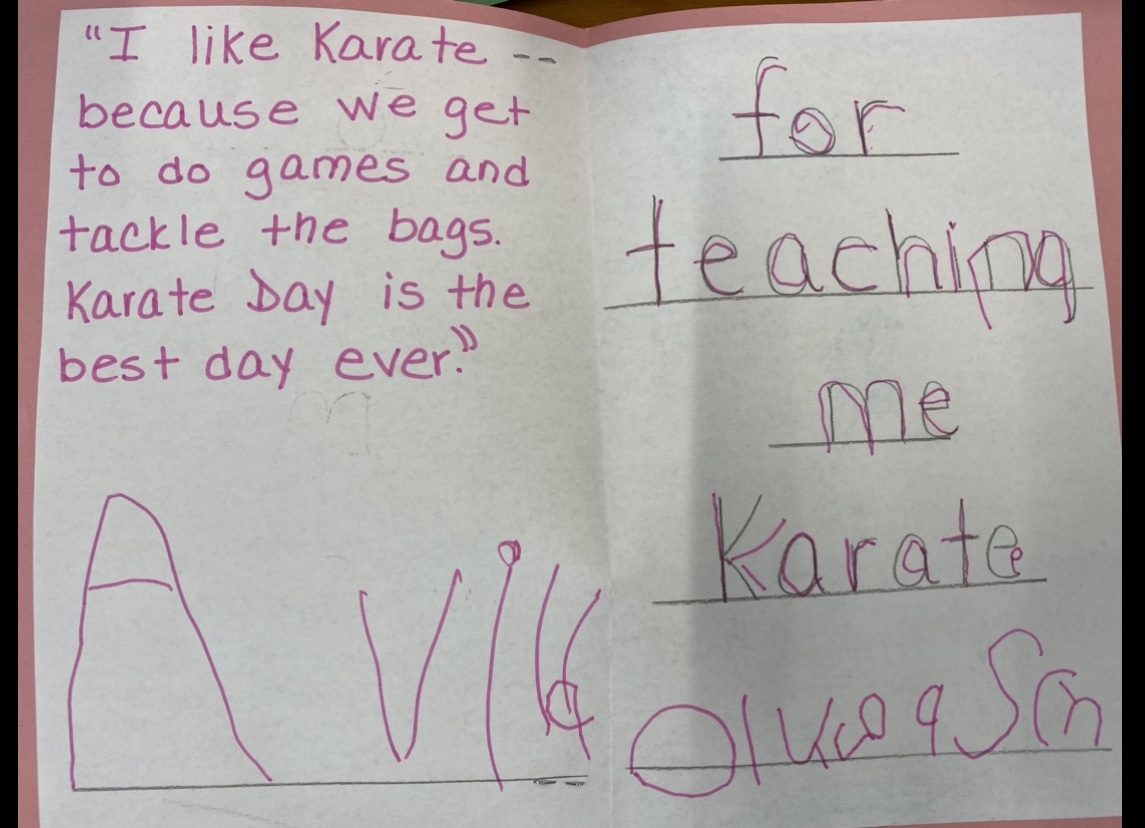 "I like Karate --
because we get
to do games and
tackle the bags.
Karate Day is the
best day ever."
Avik
for
teaching
me
Karate